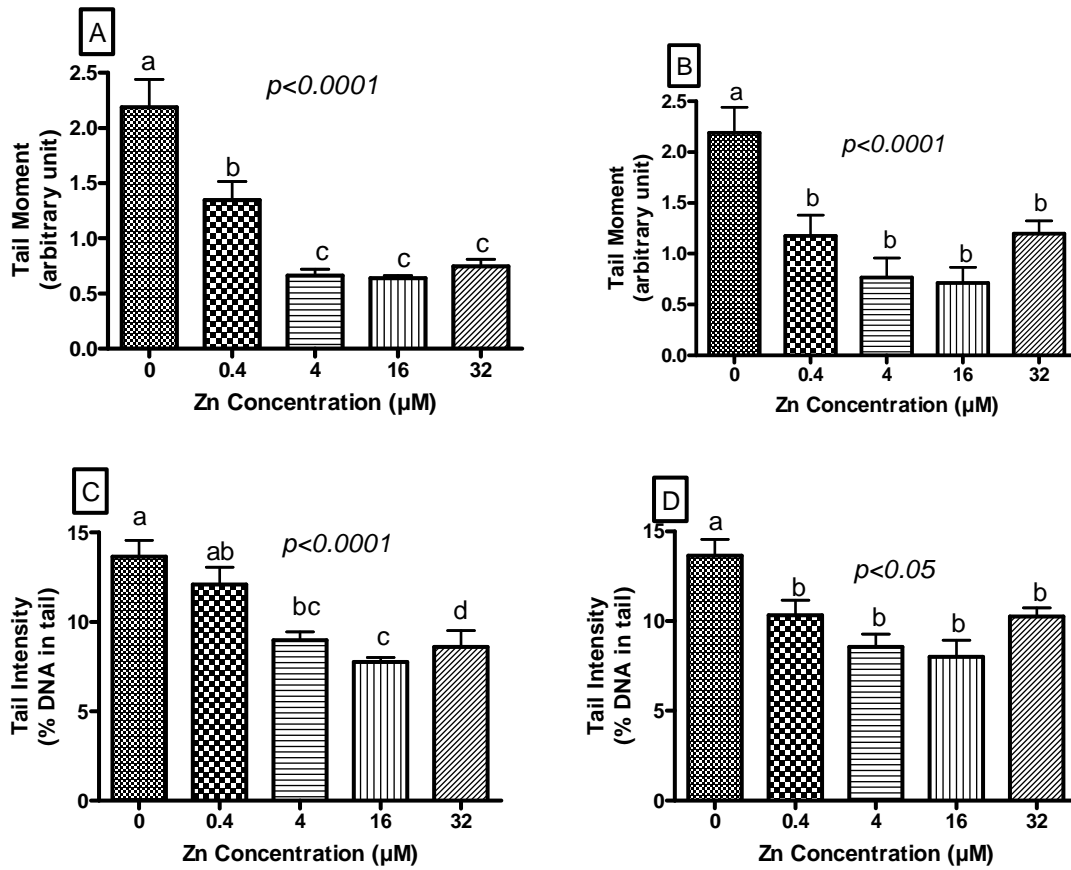 A
a
p<0.0001
b
c
c
c
Tail Moment
(arbitrary unit)
2.5
2.0
1.5
1.0
0.5
0.0
0 0.4 4 16 32
Zn Concentration (µM)
B
a
p<0.0001
b
b
b
b
Tail Moment
(arbitrary unit)
2.5
2.0
1.5
1.0
0.5
0.0
0 0.4 4 16 32
Zn Concentration (µM)
C
a
p<0.0001
ab
bc
c
d
Tail Intensity
(% DNA in tail)
15
10
5
0
0 0.4 4 16 32
Zn Concentration (µM)
D
a
p<0.05
b
b
b
b
Tail Intensity
(% DNA in tail)
15
10
5
0
0 0.4 4 16 32
Zn Concentration (µM)